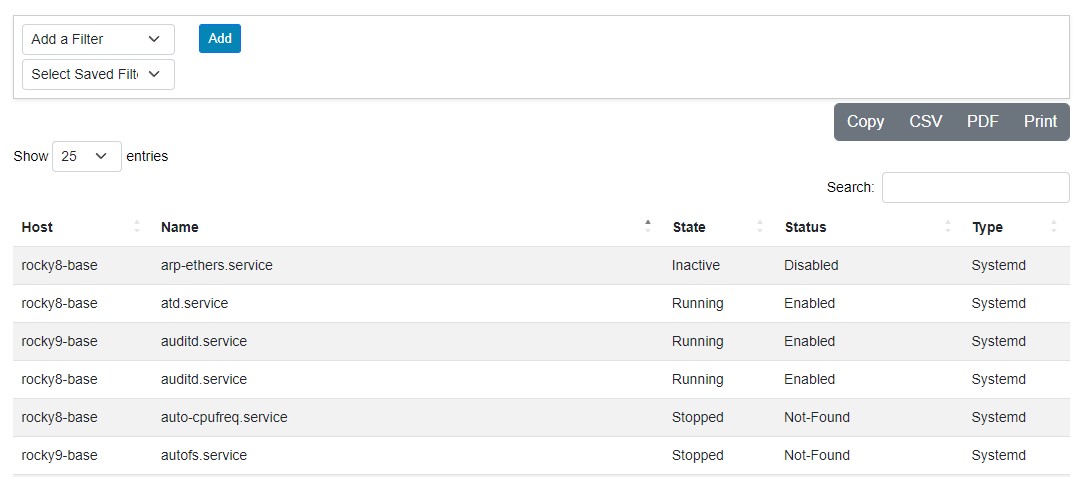 Add a Filter Add
Select Saved Filt
Copy CSV PDF Print
Show 25 entries
Search:
Host Name State Status Type
rocky8-base arp-ethers.service Inactive Disabled Systemd
rocky8-base atd.service Running Enabled Systemd
rocky9-base auditd.service Running Enabled Systemd
rocky8-base auditd.service Running Enabled Systemd
rocky8-base auto-cpufreq.service Stopped Not-Found Systemd
rocky9-base autofs.service Stopped Not-Found Systemd